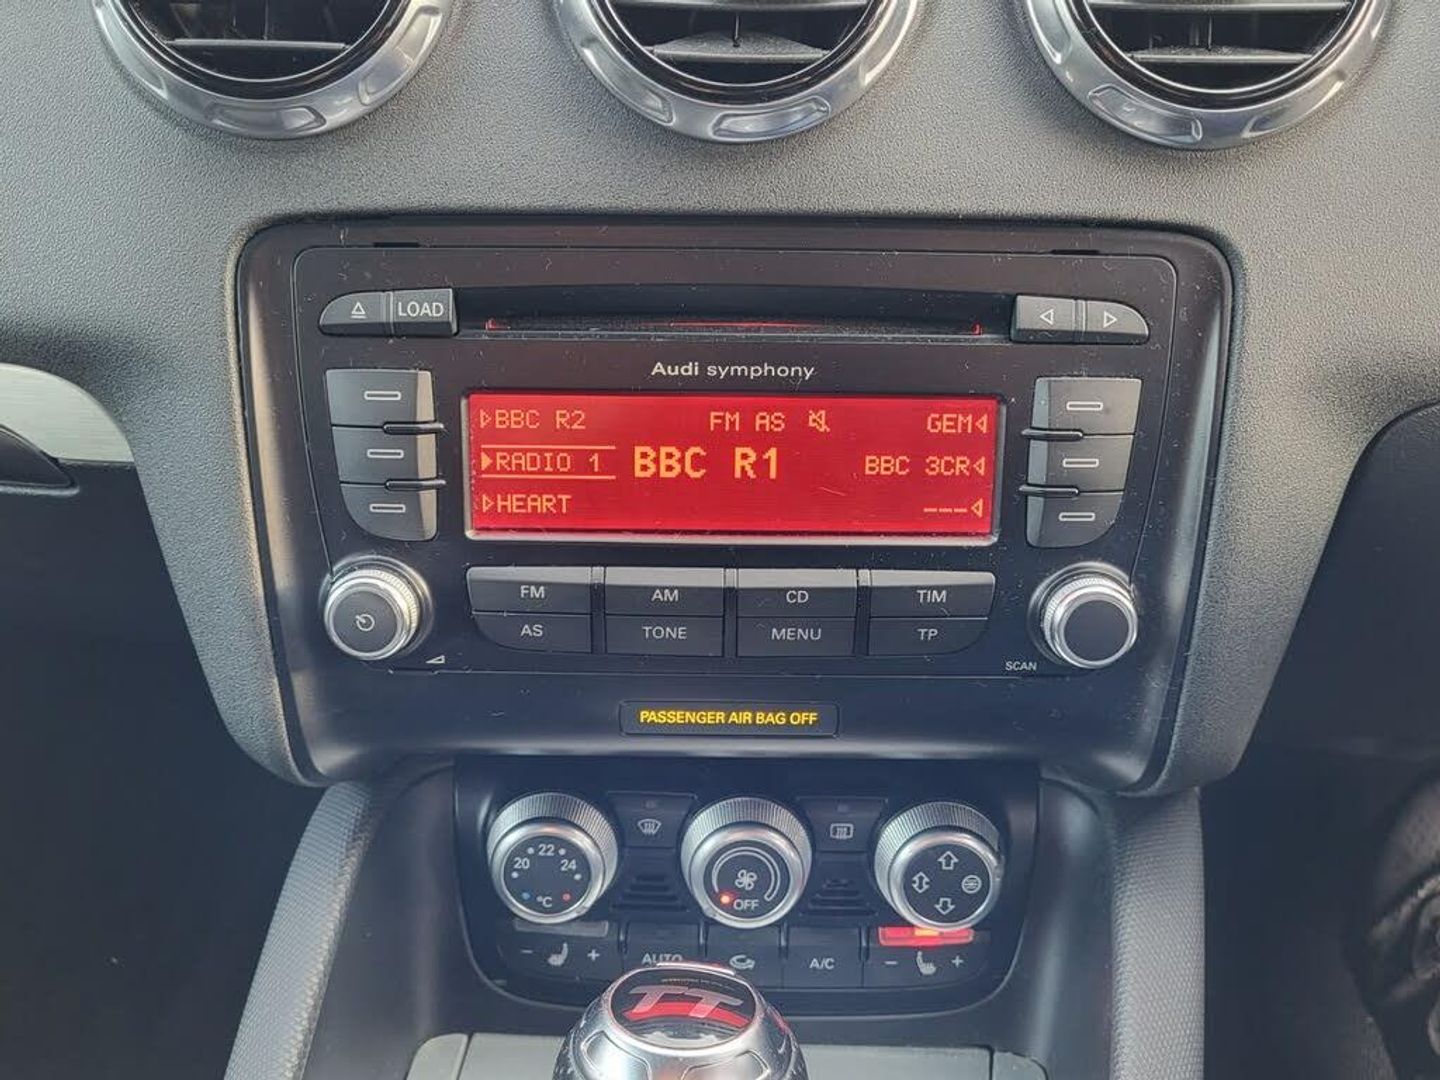 LOAD
Audi symphony
BBC R2 FM AS GEM
RADIO 1 BBC R1 BBC 3CR
HEART ---
FM AM CD TIM
AS TONE MENU TP
SCAN
PASSENGER AIR BAG OFF
20 22 24
°C
OFF
- + AUTO A/C - +
TT